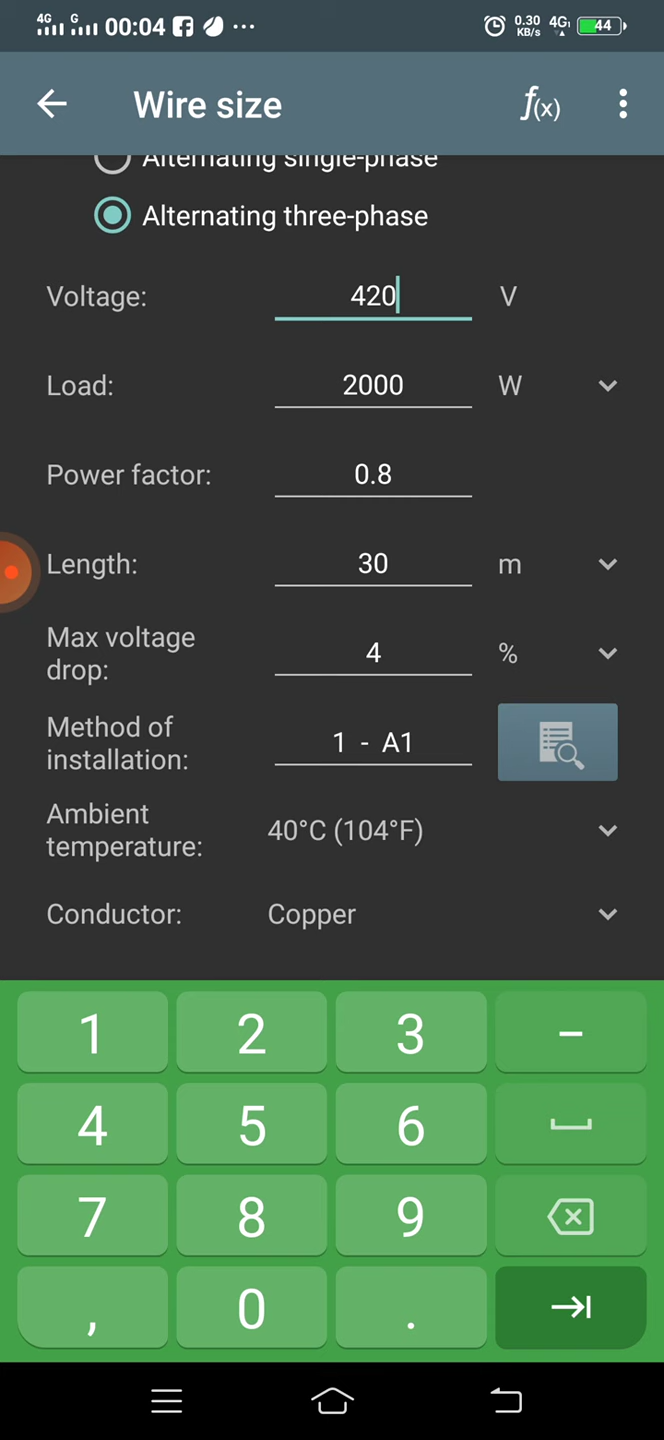 4G G 00:04 ... 0.30 KB/s 4G 44
Wire size f(x)
Alternating single-phase
Alternating three-phase
Voltage: 420 V
Load: 2000 W
Power factor: 0.8
Length: 30 m
Max voltage
drop: 4 %
Method of
installation: 1 - A1
Ambient
temperature: 40°C (104°F)
Conductor: Copper
1 2 3 -
4 5 6
7 8 9
, 0 .